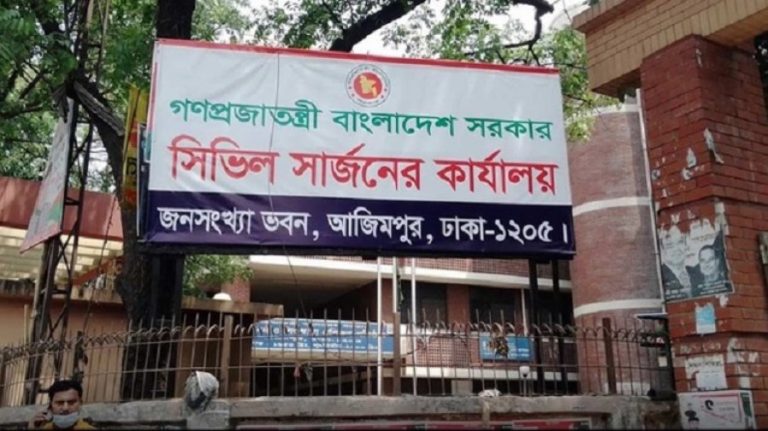 গণপ্রজাতন্ত্রী বাংলাদেশ সরকার
সিভিল সার্জনের কার্যালয়
জনসংখ্যা ভবন, আজিমপুর, ঢাকা-১২০৫।